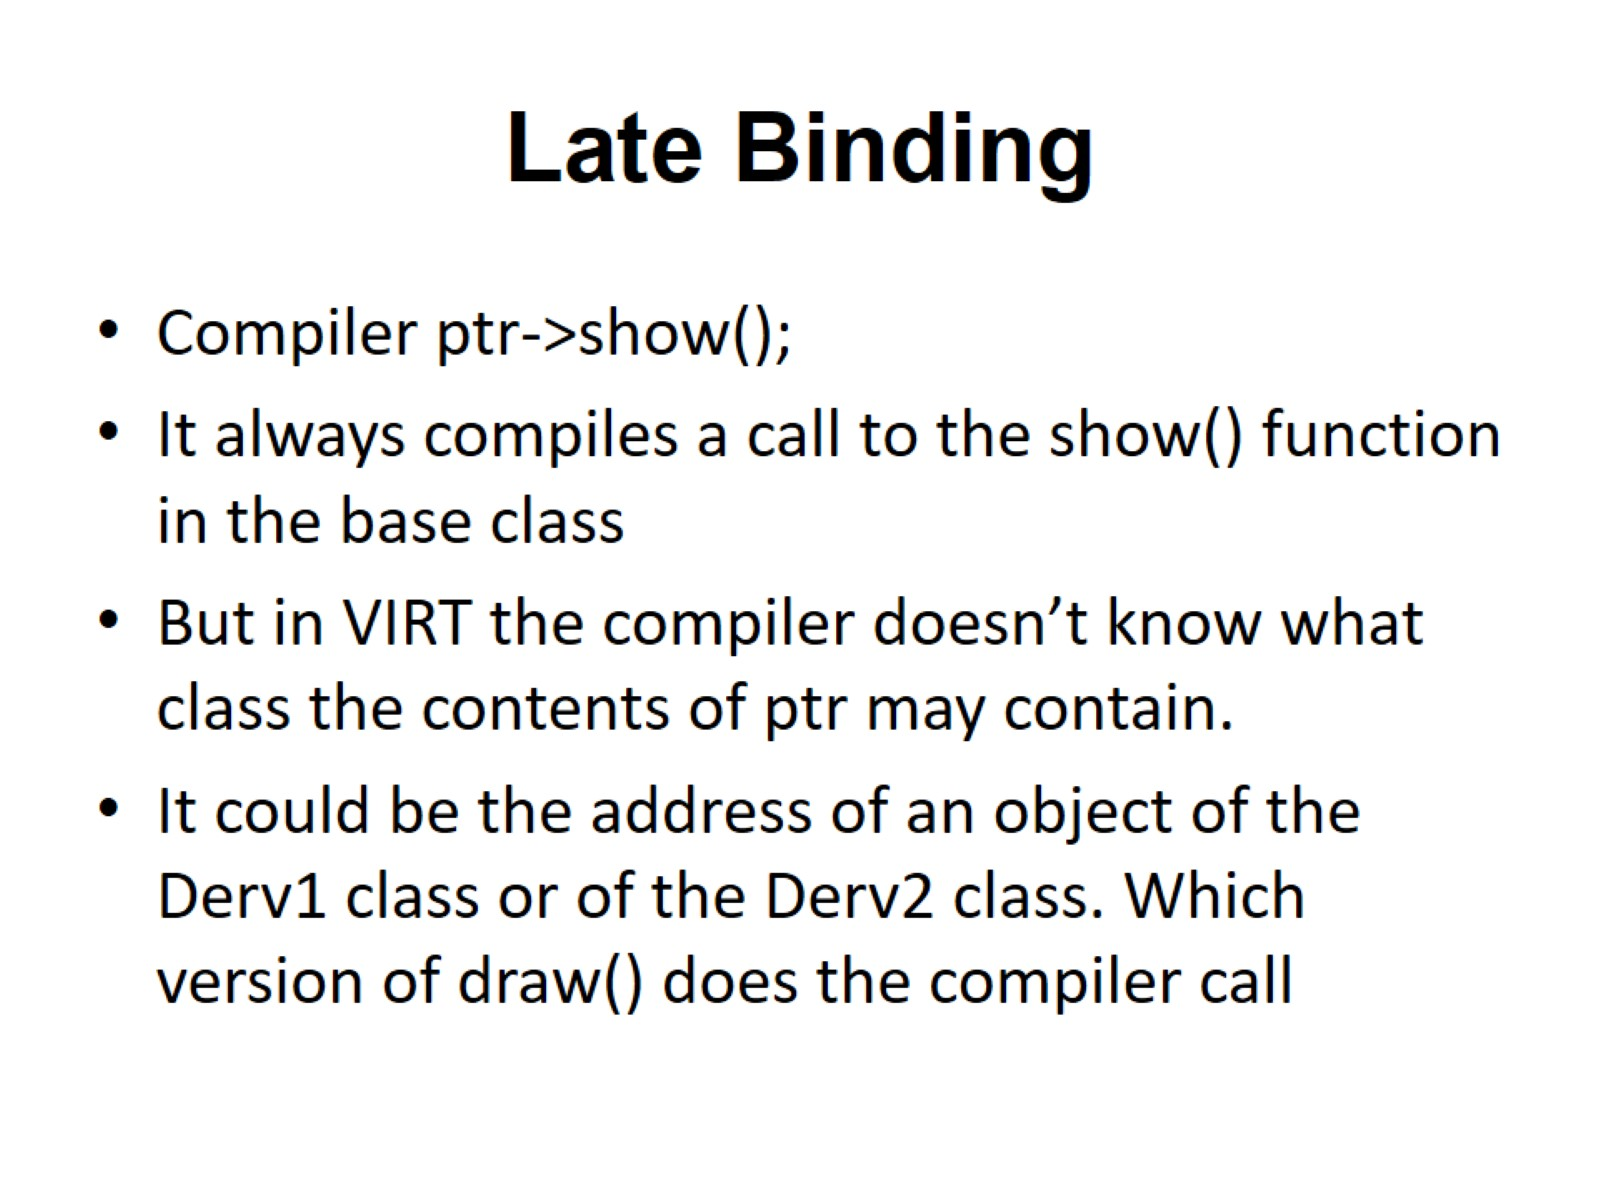 Late Binding
• Compiler ptr->show();
• It always compiles a call to the show() function
in the base class
• But in VIRT the compiler doesn’t know what
class the contents of ptr may contain.
• It could be the address of an object of the
Derv1 class or of the Derv2 class. Which
version of draw() does the compiler call